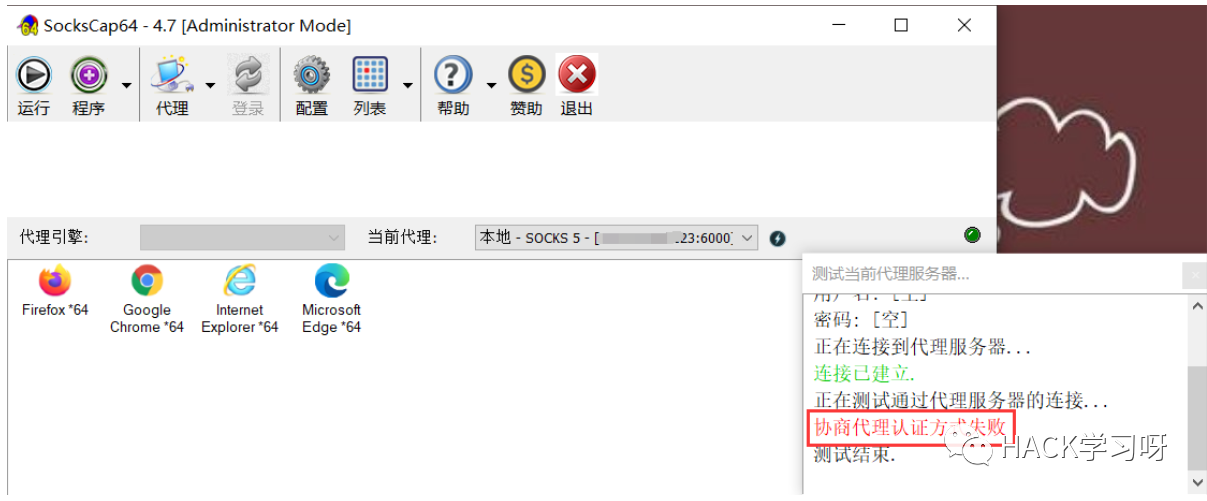 SocksCap64 - 4.7 [Administrator Mode]
运行 程序 代理 登录 配置 列表 帮助 赞助 退出
代理引擎: 当前代理: 本地 - SOCKS 5 - [ .23:6000]
Firefox *64
Google Chrome *64
Internet Explorer *64
Microsoft Edge *64
测试当前代理服务器...
用户名: [空]
密码: [空]
正在连接到代理服务器...
连接已建立.
正在测试通过代理服务器的连接...
协商代理认证方式失败
测试结束.
HACK学习呀